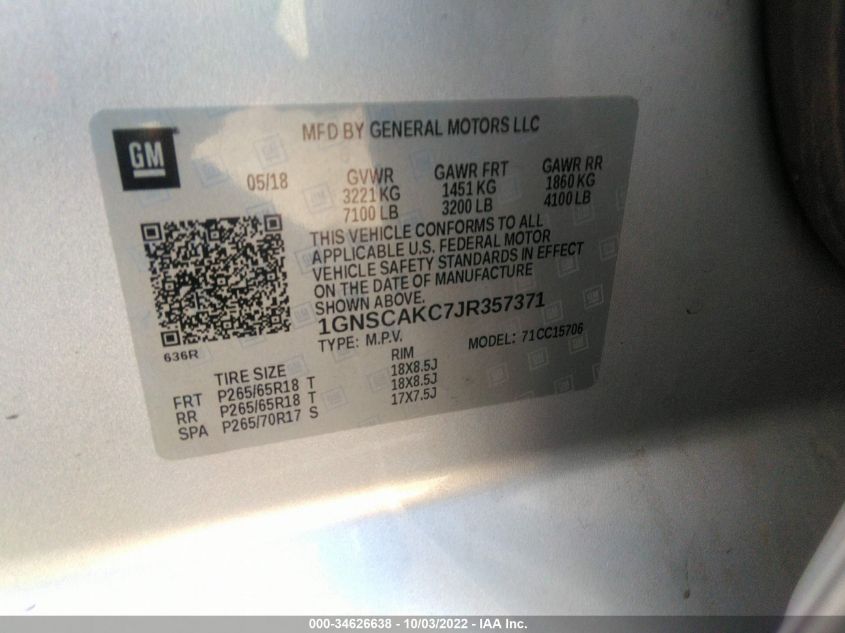 GM
MFD BY GENERAL MOTORS LLC
05/18
GVWR
3221 KG
7100 LB
GAWR FRT
1451 KG
3200 LB
GAWR RR
1860 KG
4100 LB
THIS VEHICLE CONFORMS TO ALL
APPLICABLE U.S. FEDERAL MOTOR
VEHICLE SAFETY STANDARDS IN EFFECT
ON THE DATE OF MANUFACTURE
SHOWN ABOVE.
1GNSCAKC7JR357371
TYPE: M.P.V.
MODEL: 71CC15706
636R
TIRE SIZE RIM
FRT P265/65R18 T 18X8.5J
RR P265/65R18 T 18X8.5J
SPA P265/70R17 S 17X7.5J
000-34626638 - 10/03/2022 - IAA, Inc.